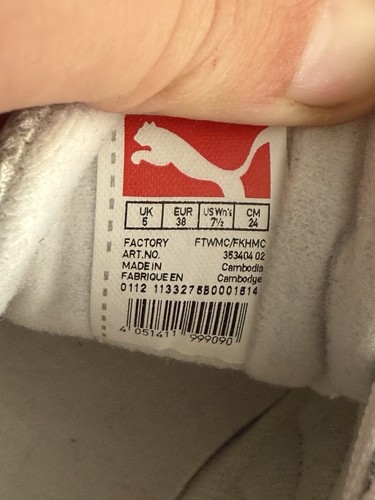 UK EUR US Wn's CM
5 38 7½ 24
FACTORY FTWMC/FKHMC
ART.NO. 353404 02
MADE IN Cambodia
FABRIQUE EN Cambodge
0112 1133275B0001514
4 051411 999090